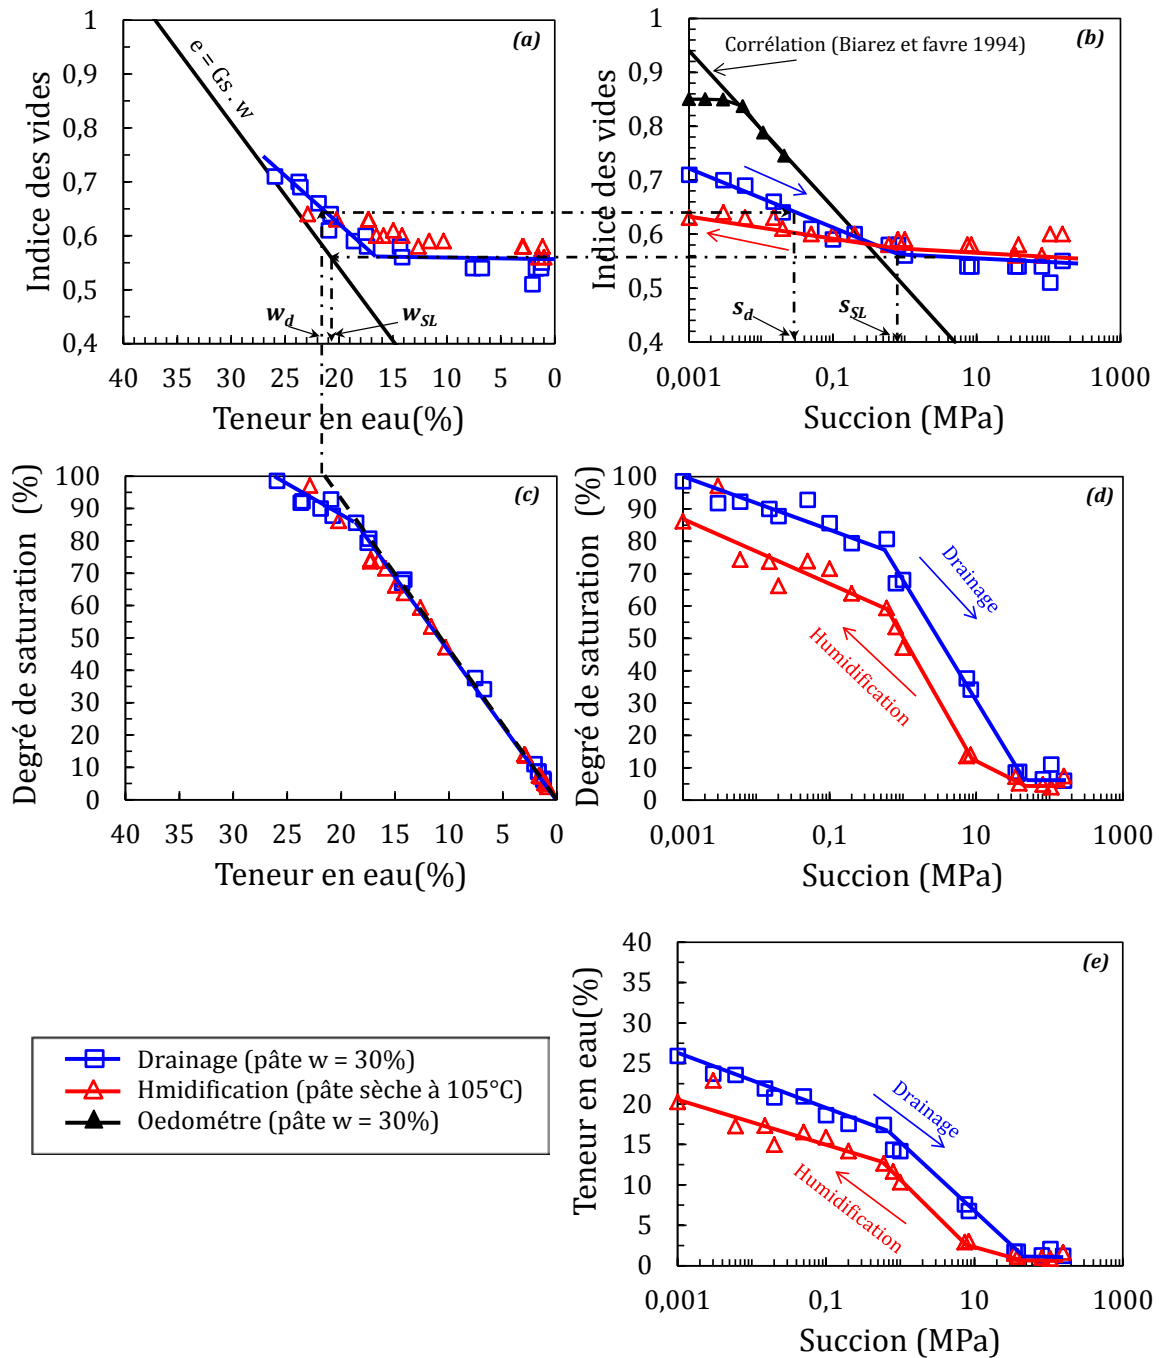 (a)
e = Gs . w
w_d
w_SL
1
0,9
0,8
0,7
0,6
0,5
0,4
Indice des vides
40 35 30 25 20 15 10 5 0
Teneur en eau(%)
(b)
Corrélation (Biarez et favre 1994)
s_d
s_SL
1
0,9
0,8
0,7
0,6
0,5
0,4
Indice des vides
0,001 0,1 10 1000
Succion (MPa)
(c)
100
90
80
70
60
50
40
30
20
10
0
Degré de saturation (%)
40 35 30 25 20 15 10 5 0
Teneur en eau(%)
(d)
Drainage
Humidification
100
90
80
70
60
50
40
30
20
10
0
Degré de saturation (%)
0,001 0,1 10 1000
Succion (MPa)
(e)
Drainage
Humidification
40
35
30
25
20
15
10
5
0
Teneur en eau(%)
0,001 0,1 10 1000
Succion (MPa)
Drainage (pâte w = 30%)
Hmidification (pâte sèche à 105°C)
Oedométre (pâte w = 30%)